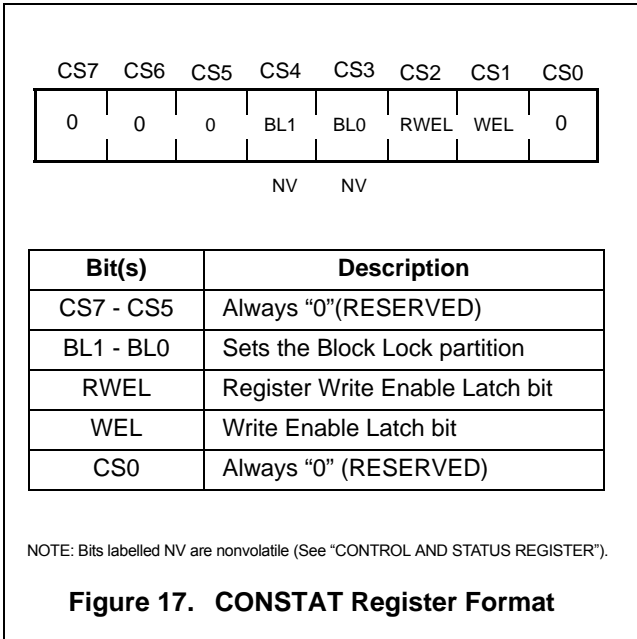 CS7 CS6 CS5 CS4 CS3 CS2 CS1 CS0
0 0 0 BL1 BL0 RWEL WEL 0
NV NV
Bit(s) Description
CS7 - CS5 Always “0”(RESERVED)
BL1 - BL0 Sets the Block Lock partition
RWEL Register Write Enable Latch bit
WEL Write Enable Latch bit
CS0 Always “0” (RESERVED)
NOTE: Bits labelled NV are nonvolatile (See “CONTROL AND STATUS REGISTER”).
Figure 17. CONSTAT Register Format